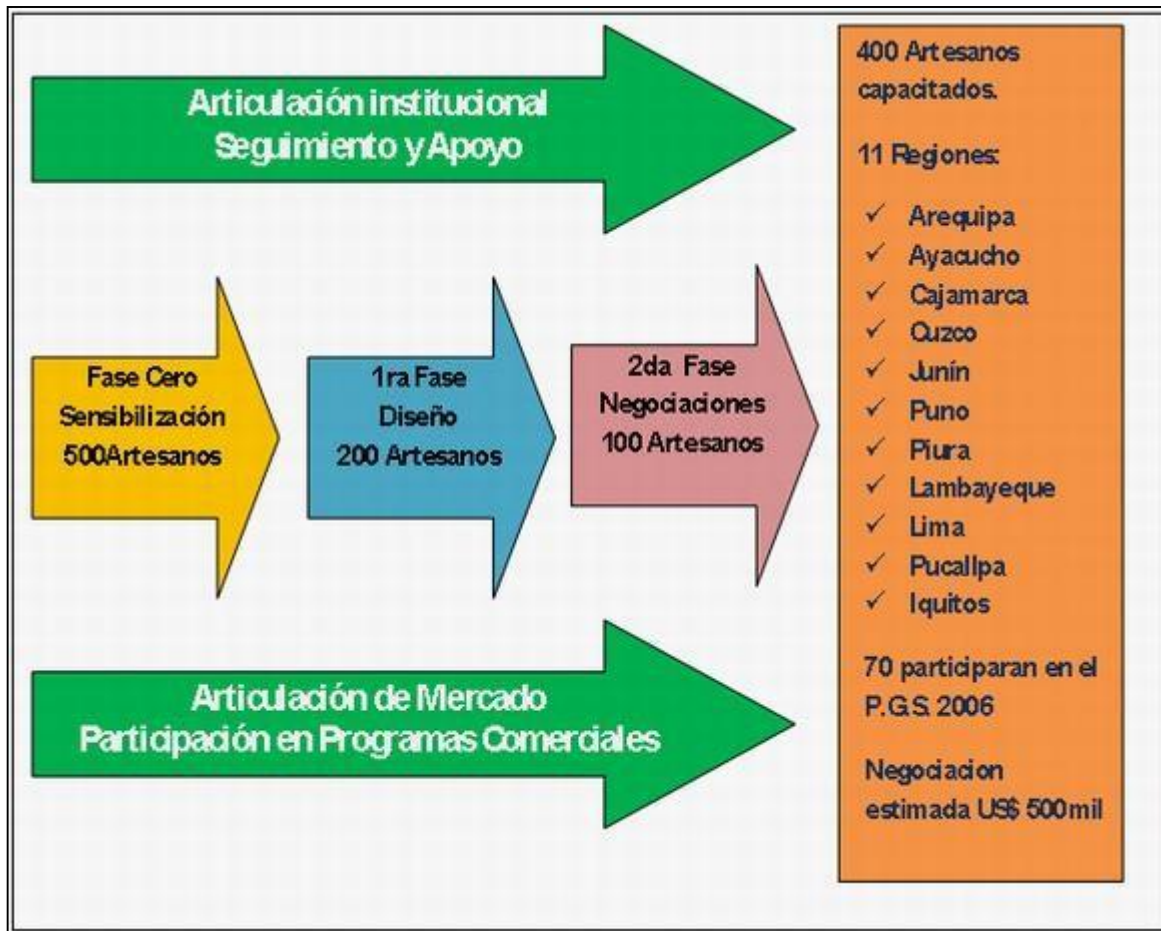 Articulación institucional
Seguimiento y Apoyo
Fase Cero
Sensibilización
500Artesanos
1ra Fase
Diseño
200 Artesanos
2da Fase
Negociaciones
100 Artesanos
Articulación de Mercado
Participación en Programas Comerciales
400 Artesanos
capacitados.
11 Regiones:
✓ Arequipa
✓ Ayacucho
✓ Cajamarca
✓ Cuzco
✓ Junín
✓ Puno
✓ Piura
✓ Lambayeque
✓ Lima
✓ Pucallpa
✓ Iquitos
70 participaran en el
P.G.S. 2006
Negociacion
estimada US$ 500 mil